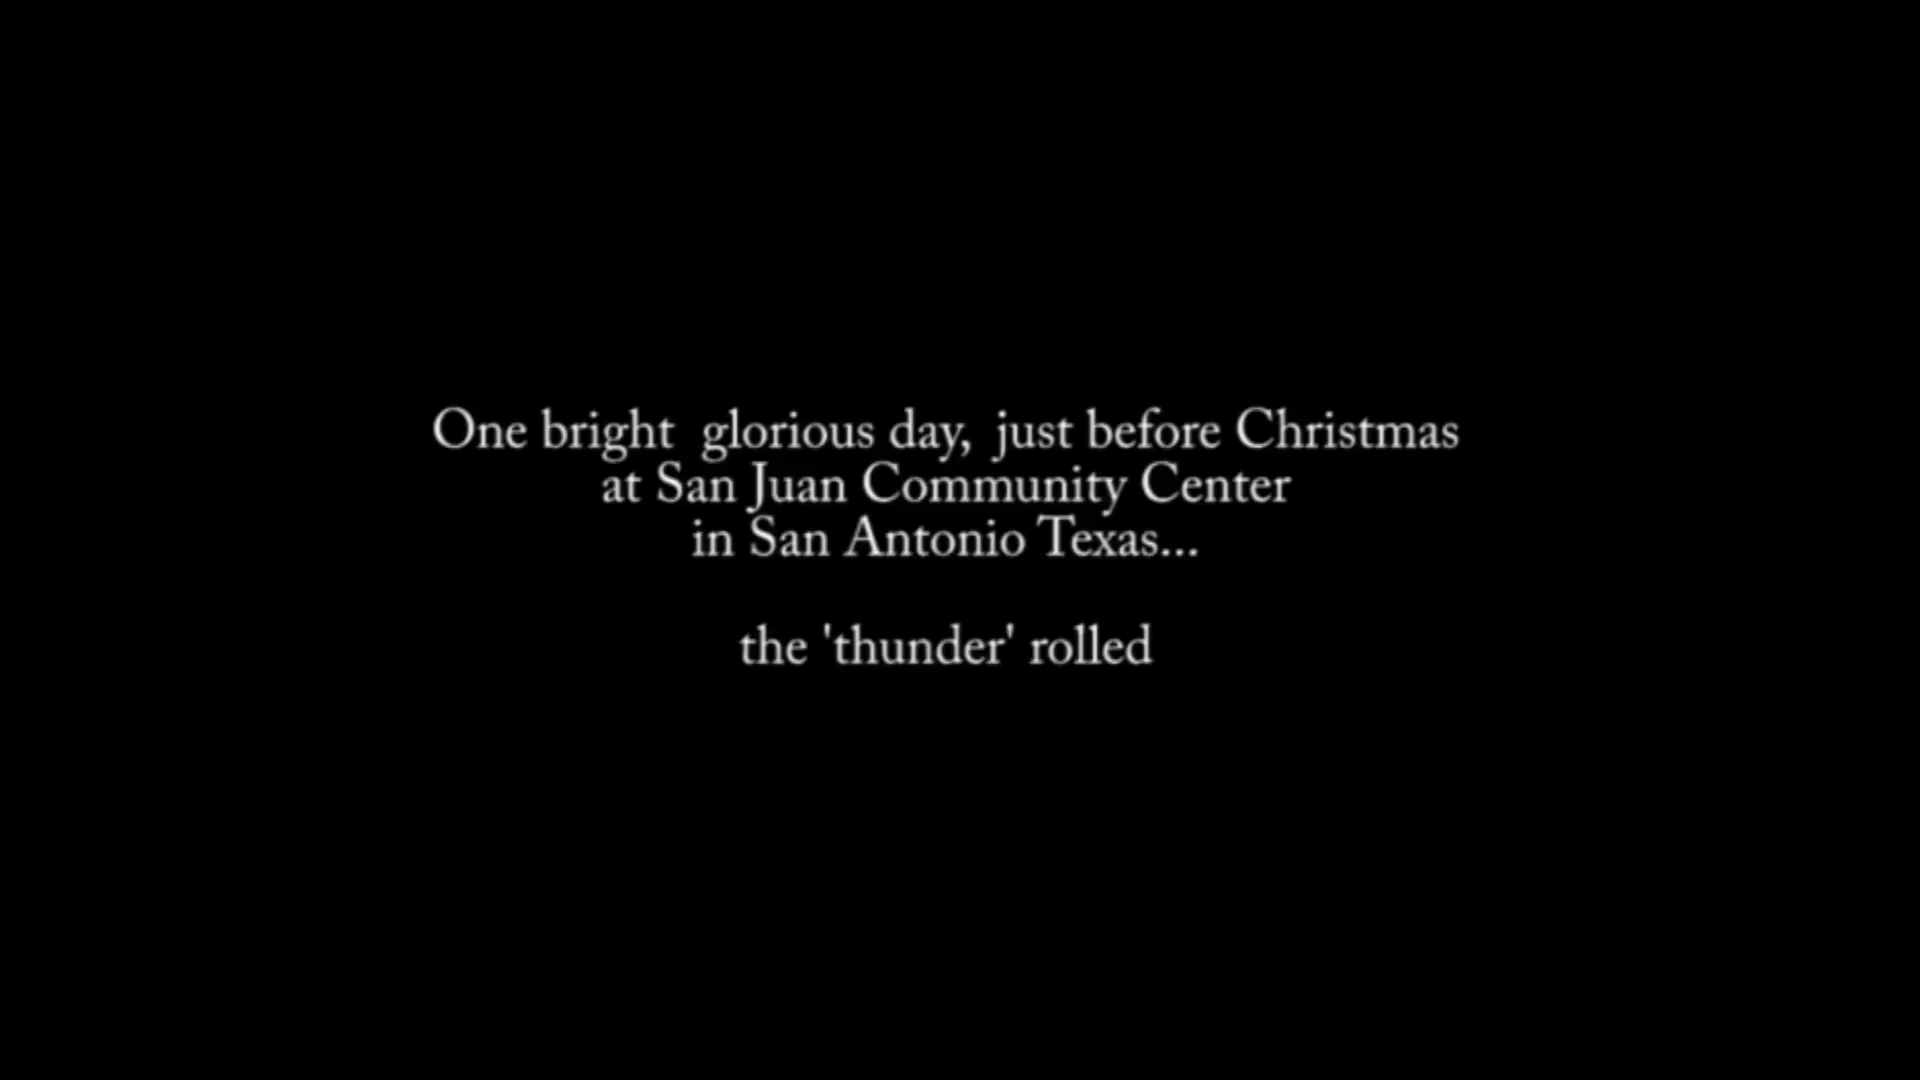 One bright  glorious day,  just before Christmas
at San Juan Community Center
in San Antonio Texas...
the 'thunder' rolled